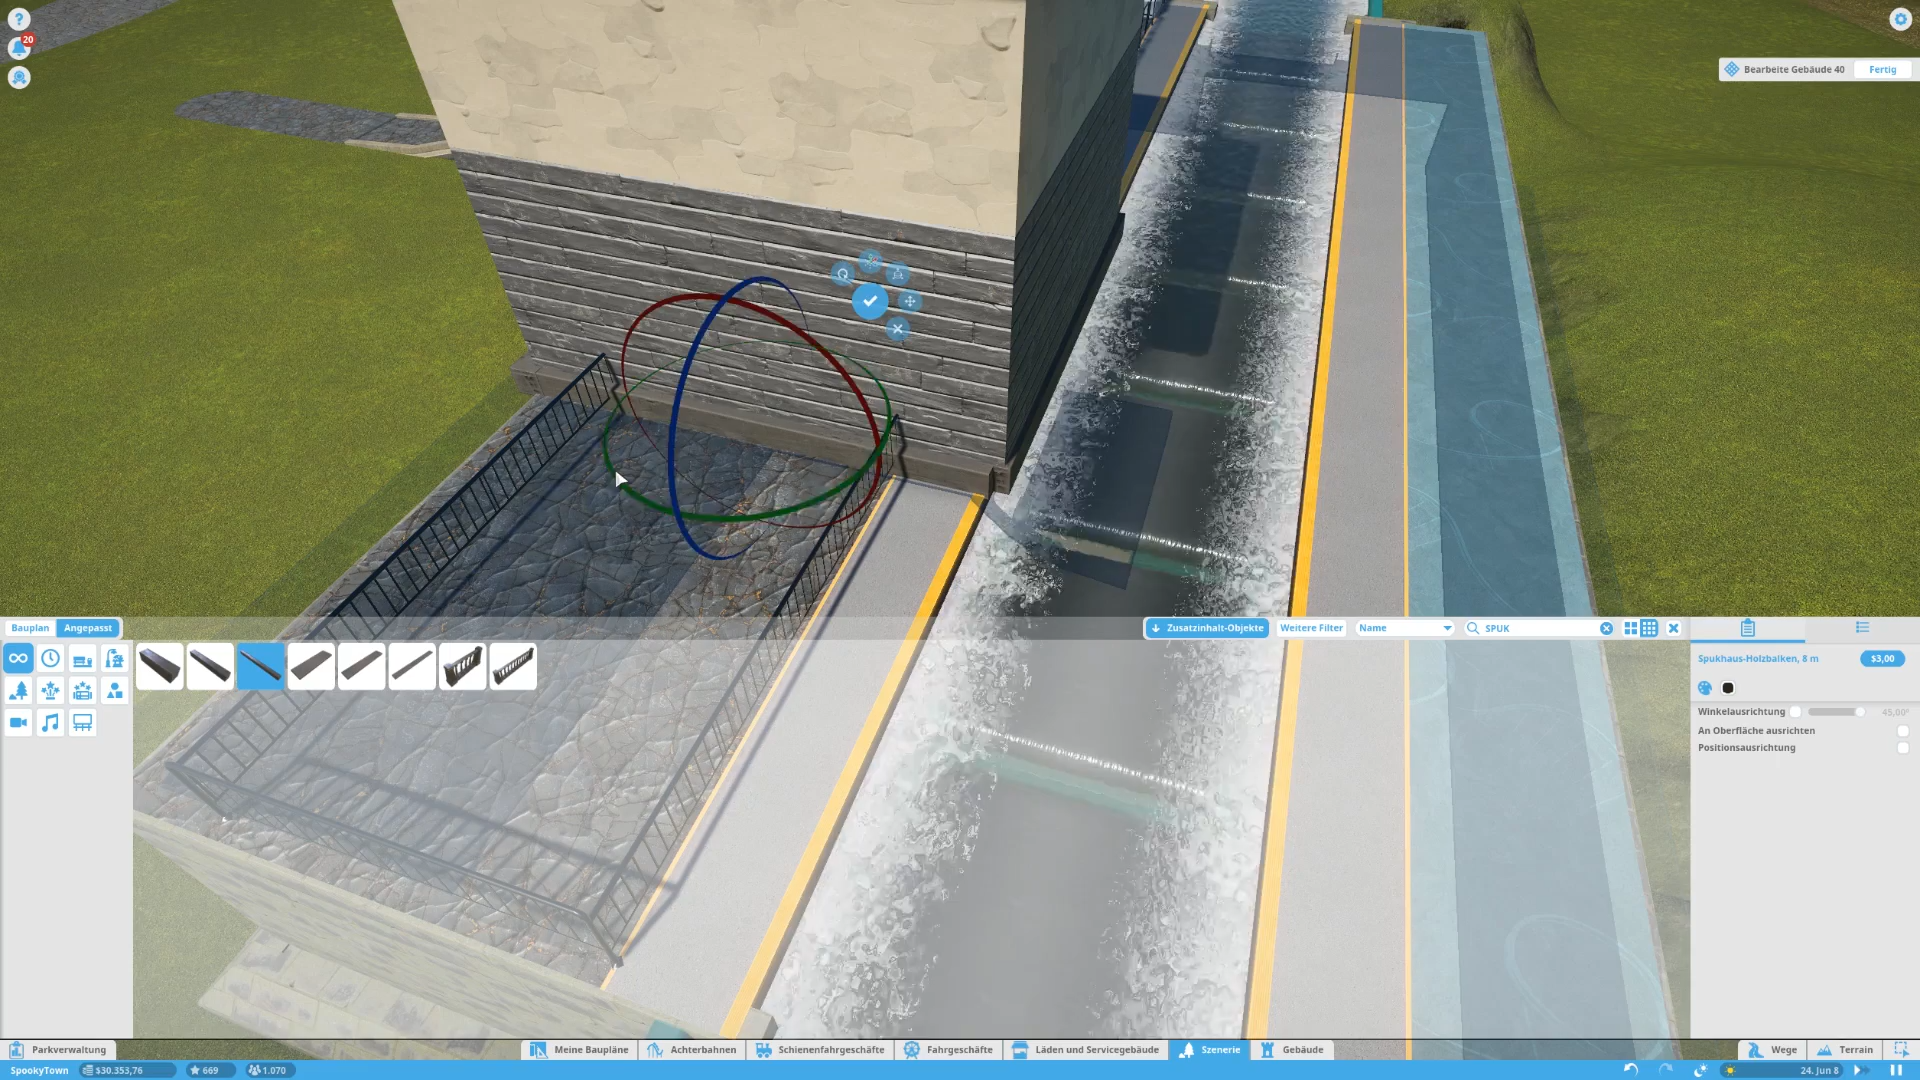 ?
20
Bearbeite Gebäude 40
Fertig
Bauplan
Angepasst
Zusatzinhalt-Objekte
Weitere Filter
Name
SPUK
Spukhaus-Holzbalken, 8 m
$3,00
Winkelausrichtung
45,00°
An Oberfläche ausrichten
Positionsausrichtung
Parkverwaltung
Meine Baupläne
Achterbahnen
Schienenfahrgeschäfte
Fahrgeschäfte
Läden und Servicegebäude
Szenerie
Gebäude
Wege
Terrain
SpookyTown
$30.353,76
669
1.070
24. Jun 8